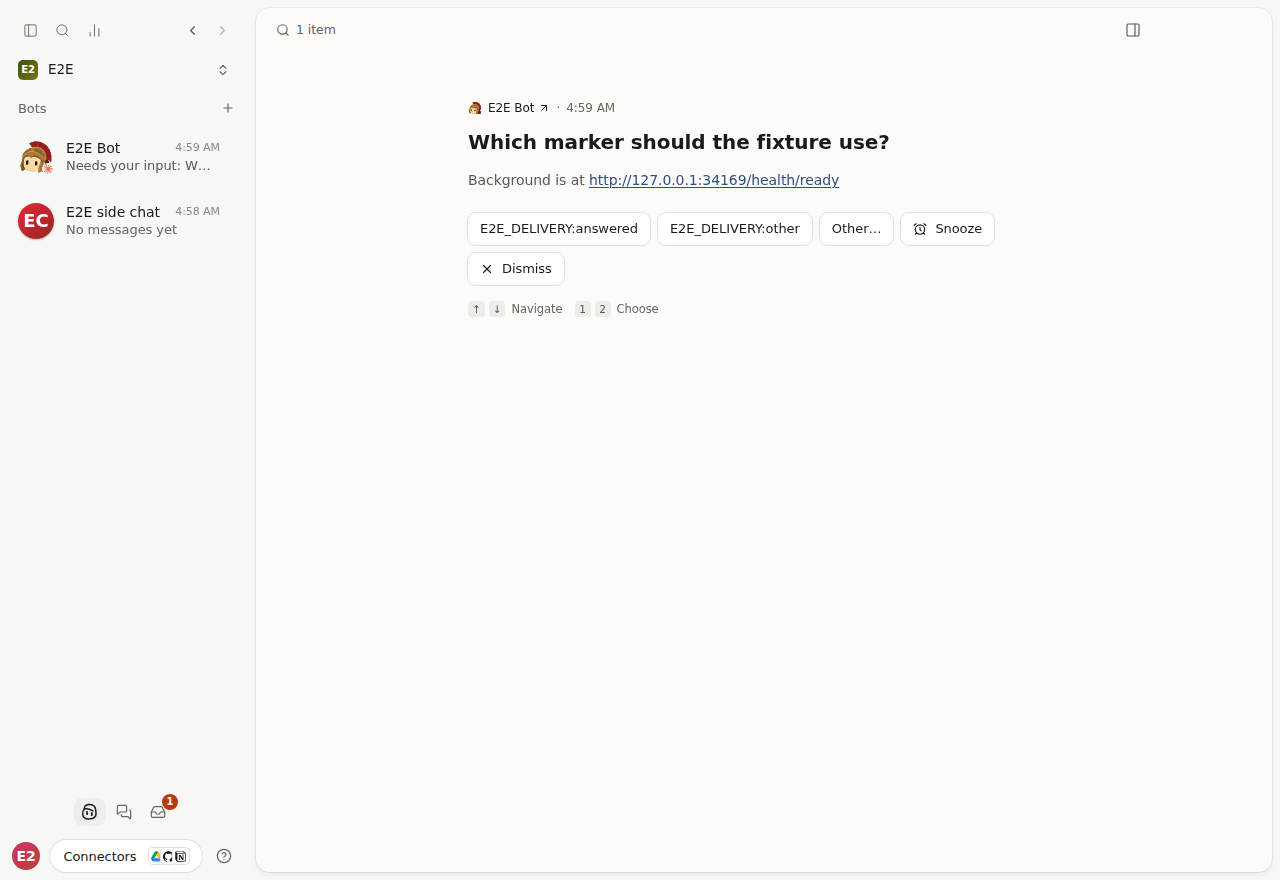 1 item
E2 E2E
Bots
E2E Bot 4:59 AM
Needs your input: W…
EC E2E side chat 4:58 AM
No messages yet
E2E Bot · 4:59 AM
Which marker should the fixture use?
Background is at http://127.0.0.1:34169/health/ready
E2E_DELIVERY:answered E2E_DELIVERY:other Other… Snooze
Dismiss
↑ ↓ Navigate 1 2 Choose
1
E2 Connectors